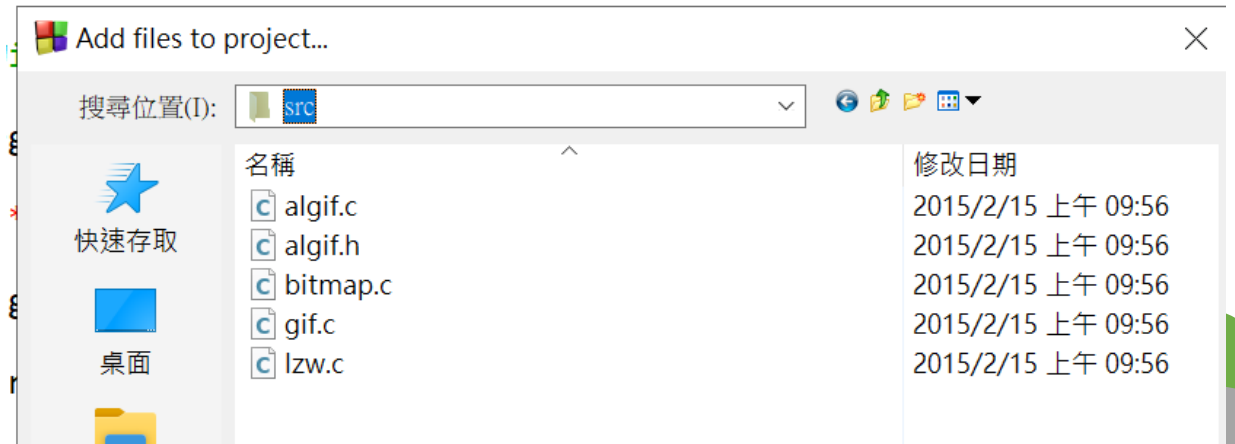 Add files to project...
搜尋位置(I): src
名稱 修改日期
algif.c 2015/2/15 上午 09:56
algif.h 2015/2/15 上午 09:56
bitmap.c 2015/2/15 上午 09:56
gif.c 2015/2/15 上午 09:56
lzw.c 2015/2/15 上午 09:56
快速存取
桌面